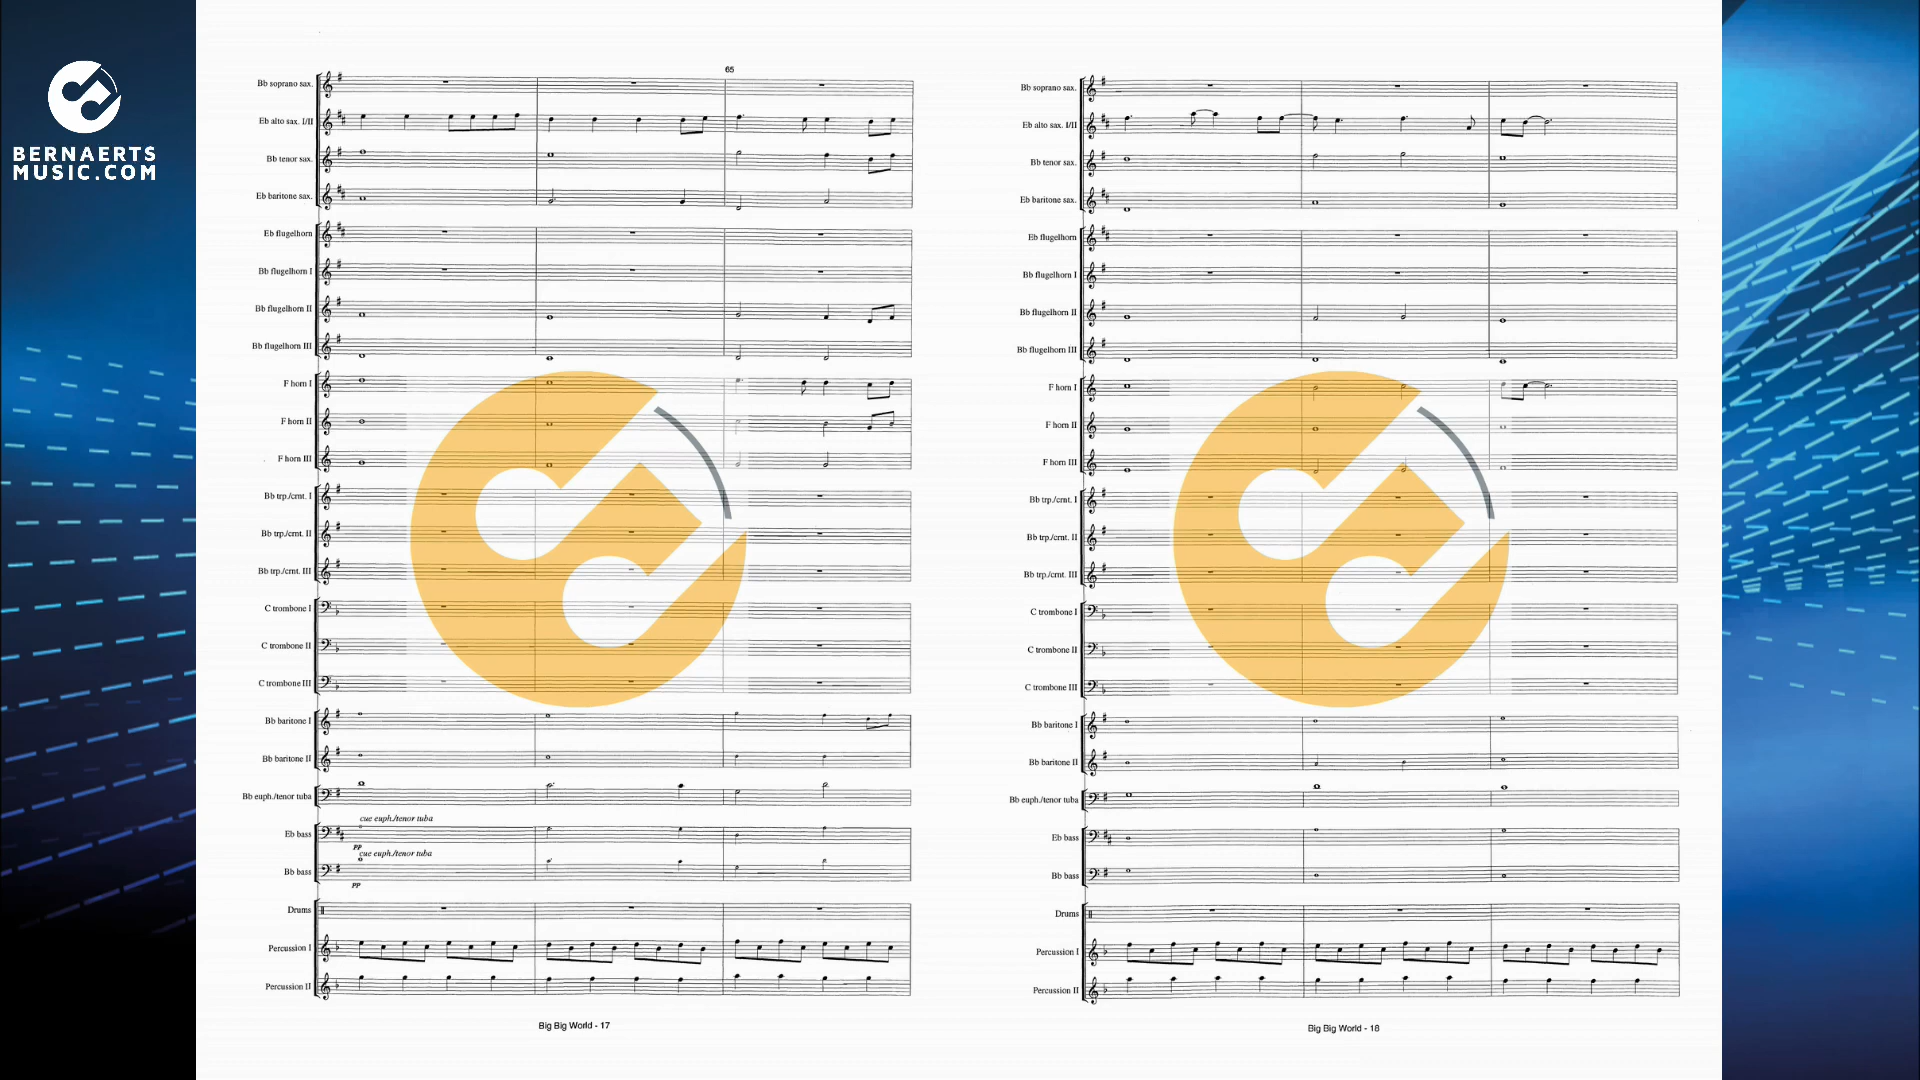 BERNAERTS
MUSIC.COM
65
Bb soprano sax.
Eb alto sax. I/II
Bb tenor sax.
Eb baritone sax.
Eb flugelhorn
Bb flugelhorn I
Bb flugelhorn II
Bb flugelhorn III
F horn I
F horn II
F horn III
Bb trp./crnt. I
Bb trp./crnt. II
Bb trp./crnt. III
C trombone I
C trombone II
C trombone III
Bb baritone I
Bb baritone II
Bb euph./tenor tuba
cue euph./tenor tuba
Eb bass
pp
cue euph./tenor tuba
Bb bass
pp
Drums
Percussion I
Percussion II
Big Big World - 17
Bb soprano sax.
Eb alto sax. I/II
Bb tenor sax.
Eb baritone sax.
Eb flugelhorn
Bb flugelhorn I
Bb flugelhorn II
Bb flugelhorn III
F horn I
F horn II
F horn III
Bb trp./crnt. I
Bb trp./crnt. II
Bb trp./crnt. III
C trombone I
C trombone II
C trombone III
Bb baritone I
Bb baritone II
Bb euph./tenor tuba
Eb bass
Bb bass
Drums
Percussion I
Percussion II
Big Big World - 18